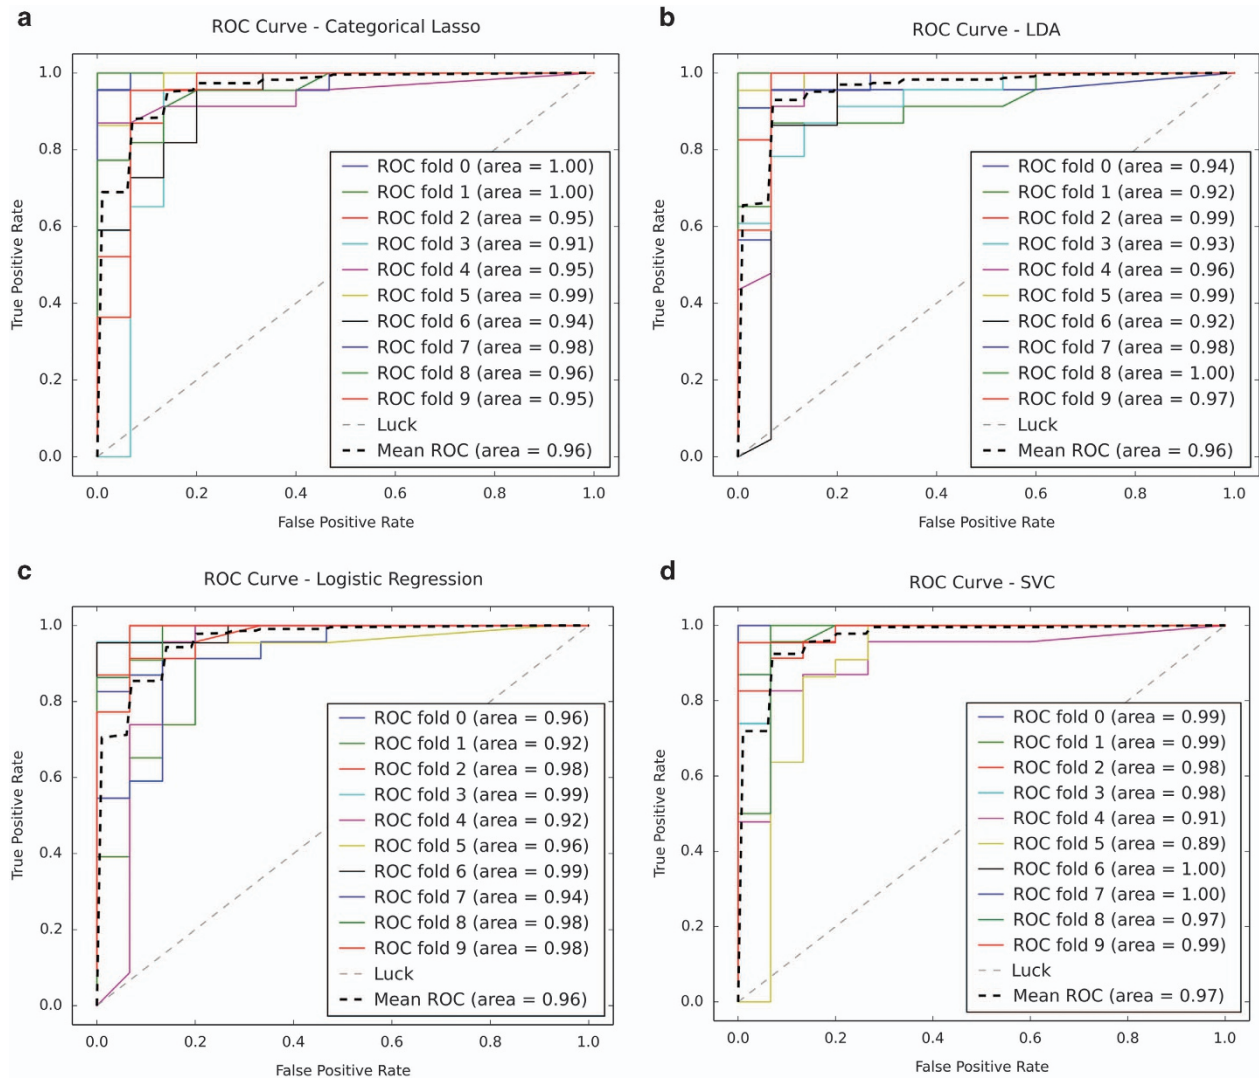 a
ROC Curve - Categorical Lasso
1.0
0.8
0.6
0.4
0.2
0.0
True Positive Rate
ROC fold 0 (area = 1.00)
ROC fold 1 (area = 1.00)
ROC fold 2 (area = 0.95)
ROC fold 3 (area = 0.91)
ROC fold 4 (area = 0.95)
ROC fold 5 (area = 0.99)
ROC fold 6 (area = 0.94)
ROC fold 7 (area = 0.98)
ROC fold 8 (area = 0.96)
ROC fold 9 (area = 0.95)
Luck
Mean ROC (area = 0.96)
0.0 0.2 0.4 0.6 0.8 1.0
False Positive Rate
b
ROC Curve - LDA
1.0
0.8
0.6
0.4
0.2
0.0
True Positive Rate
ROC fold 0 (area = 0.94)
ROC fold 1 (area = 0.92)
ROC fold 2 (area = 0.99)
ROC fold 3 (area = 0.93)
ROC fold 4 (area = 0.96)
ROC fold 5 (area = 0.99)
ROC fold 6 (area = 0.92)
ROC fold 7 (area = 0.98)
ROC fold 8 (area = 1.00)
ROC fold 9 (area = 0.97)
Luck
Mean ROC (area = 0.96)
0.0 0.2 0.4 0.6 0.8 1.0
False Positive Rate
c
ROC Curve - Logistic Regression
1.0
0.8
0.6
0.4
0.2
0.0
True Positive Rate
ROC fold 0 (area = 0.96)
ROC fold 1 (area = 0.92)
ROC fold 2 (area = 0.98)
ROC fold 3 (area = 0.99)
ROC fold 4 (area = 0.92)
ROC fold 5 (area = 0.96)
ROC fold 6 (area = 0.99)
ROC fold 7 (area = 0.94)
ROC fold 8 (area = 0.98)
ROC fold 9 (area = 0.98)
Luck
Mean ROC (area = 0.96)
0.0 0.2 0.4 0.6 0.8 1.0
False Positive Rate
d
ROC Curve - SVC
1.0
0.8
0.6
0.4
0.2
0.0
True Positive Rate
ROC fold 0 (area = 0.99)
ROC fold 1 (area = 0.99)
ROC fold 2 (area = 0.98)
ROC fold 3 (area = 0.98)
ROC fold 4 (area = 0.91)
ROC fold 5 (area = 0.89)
ROC fold 6 (area = 1.00)
ROC fold 7 (area = 1.00)
ROC fold 8 (area = 0.97)
ROC fold 9 (area = 0.99)
Luck
Mean ROC (area = 0.97)
0.0 0.2 0.4 0.6 0.8 1.0
False Positive Rate